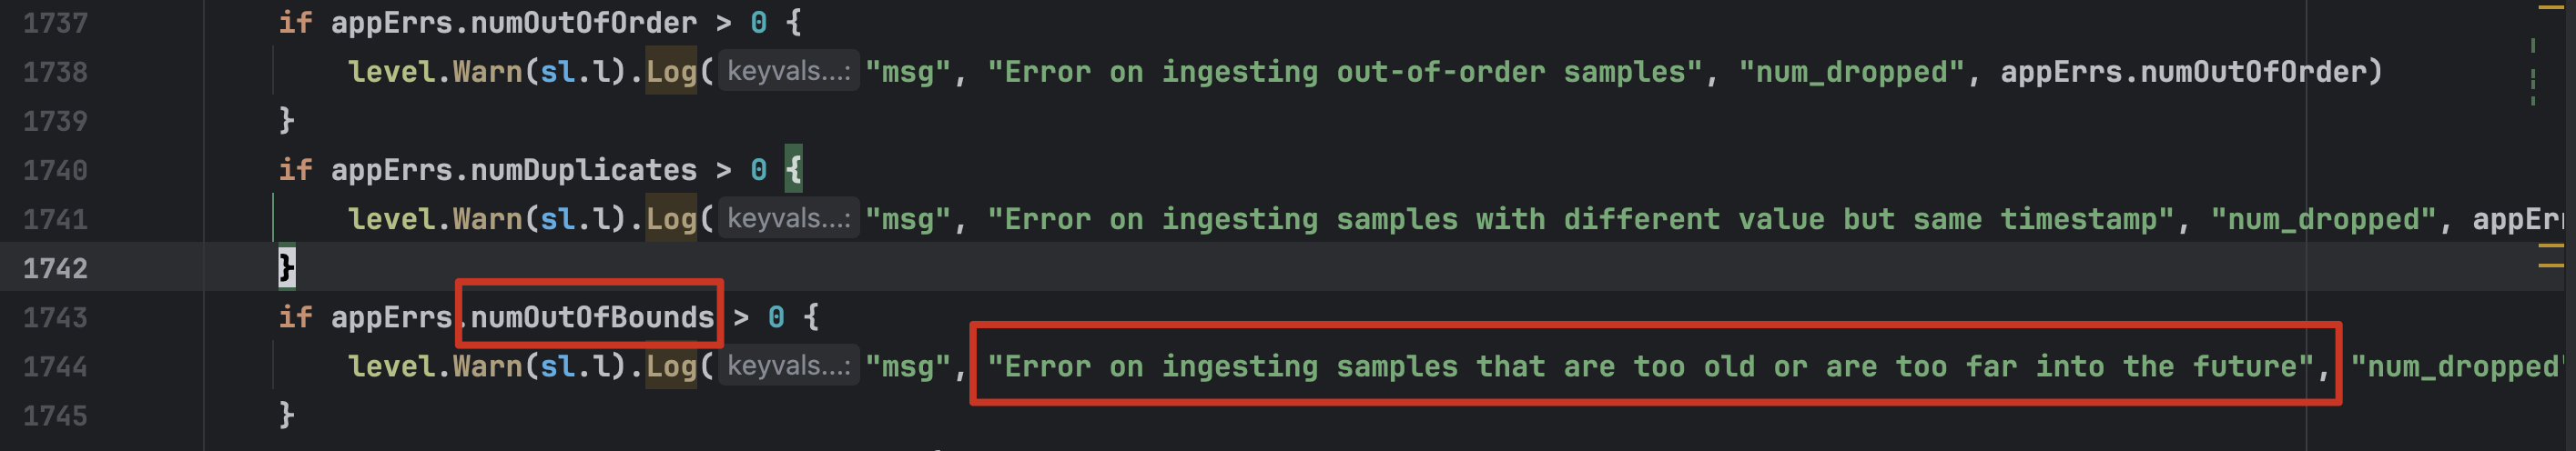 1737 if appErrs.numOutOfOrder > 0 {
1738 level.Warn(sl.l).Log( keyvals...: "msg", "Error on ingesting out-of-order samples", "num_dropped", appErrs.numOutOfOrder)
1739 }
1740 if appErrs.numDuplicates > 0 {
1741 level.Warn(sl.l).Log( keyvals...: "msg", "Error on ingesting samples with different value but same timestamp", "num_dropped", appEr
1742 }
1743 if appErrs.numOutOfBounds > 0 {
1744 level.Warn(sl.l).Log( keyvals...: "msg", "Error on ingesting samples that are too old or are too far into the future", "num_dropped"
1745 }